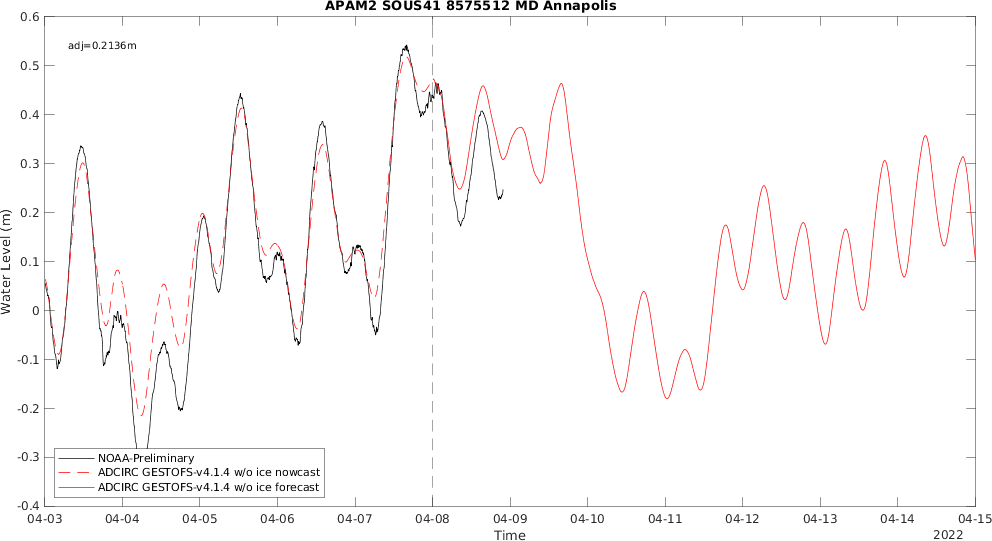 APAM2 SOUS41 8575512 MD Annapolis
adj=0.2136m
0.6
0.5
0.4
0.3
0.2
0.1
0
-0.1
-0.2
-0.3
-0.4
Water Level (m)
NOAA-Preliminary
ADCIRC GESTOFS-v4.1.4 w/o ice nowcast
ADCIRC GESTOFS-v4.1.4 w/o ice forecast
04-03 04-04 04-05 04-06 04-07 04-08 04-09 04-10 04-11 04-12 04-13 04-14 04-15
Time
2022